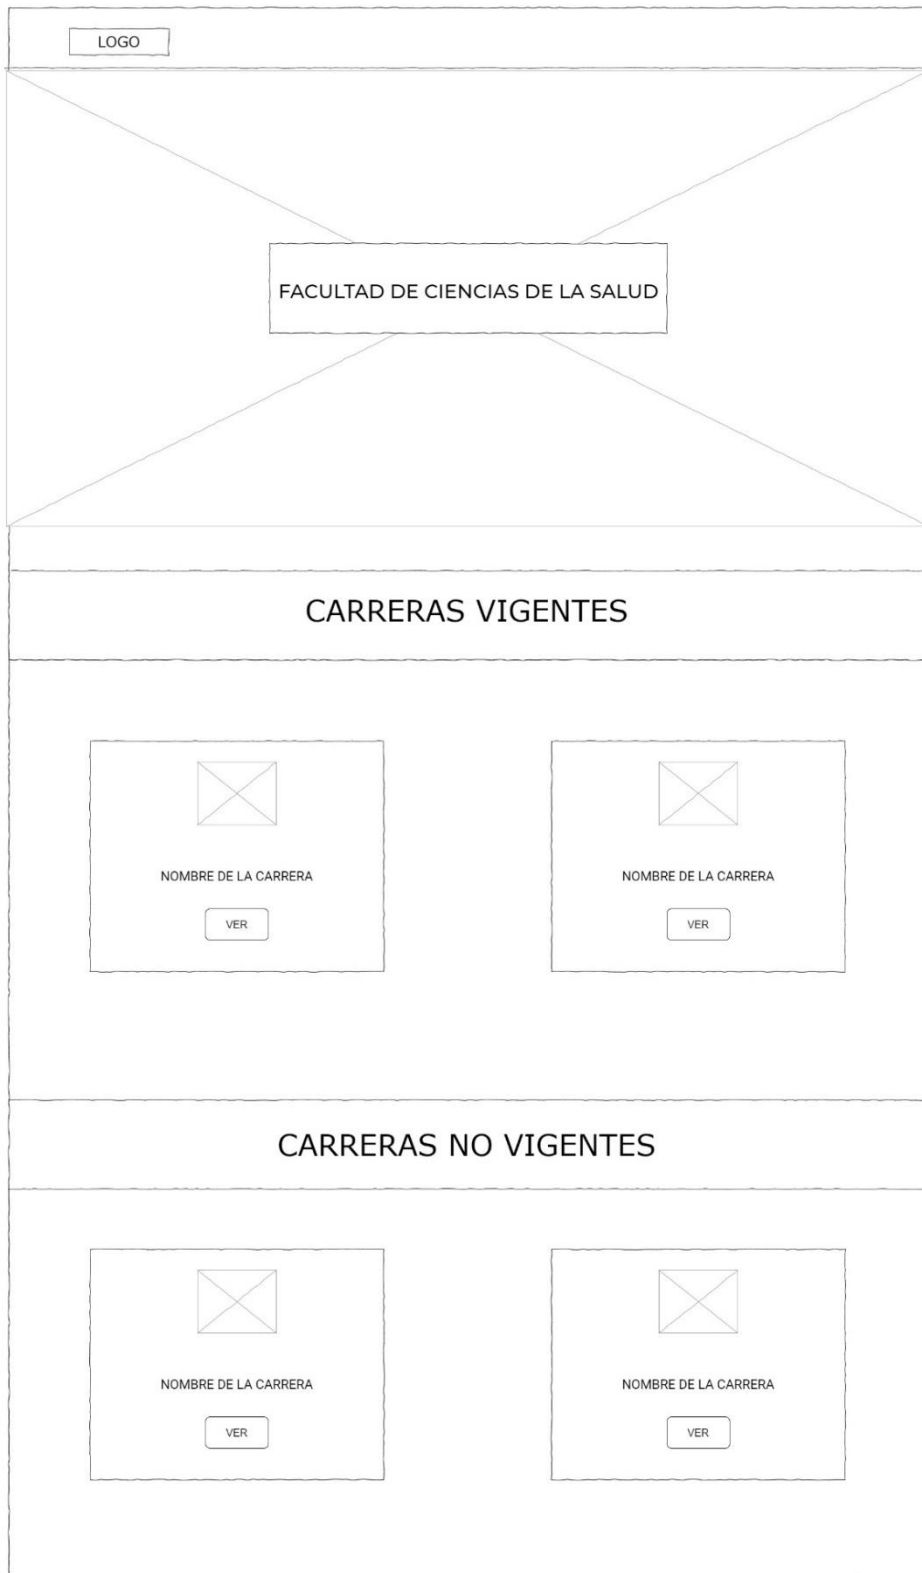 LOGO
FACULTAD DE CIENCIAS DE LA SALUD
CARRERAS VIGENTES
NOMBRE DE LA CARRERA
VER
NOMBRE DE LA CARRERA
VER
CARRERAS NO VIGENTES
NOMBRE DE LA CARRERA
VER
NOMBRE DE LA CARRERA
VER